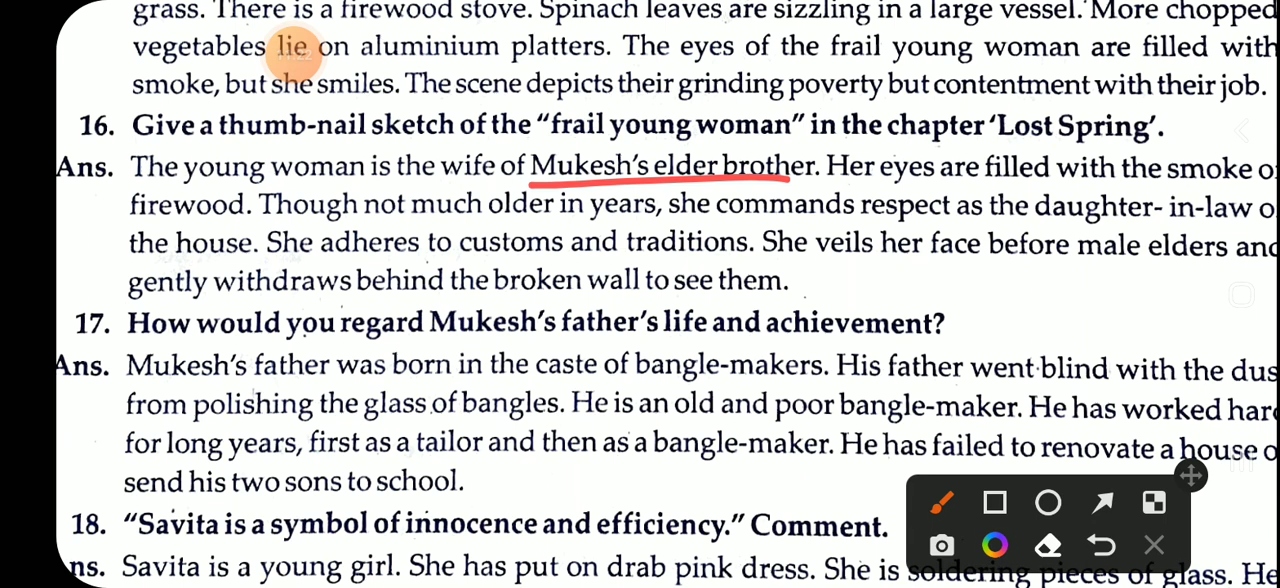 grass. There is a firewood stove. Spinach leaves are sizzling in a large vessel. More chopped
vegetables lie on aluminium platters. The eyes of the frail young woman are filled with
smoke, but she smiles. The scene depicts their grinding poverty but contentment with their job.
16. Give a thumb-nail sketch of the “frail young woman” in the chapter ‘Lost Spring’.
Ans. The young woman is the wife of Mukesh’s elder brother. Her eyes are filled with the smoke o
firewood. Though not much older in years, she commands respect as the daughter- in-law o
the house. She adheres to customs and traditions. She veils her face before male elders and
gently withdraws behind the broken wall to see them.
17. How would you regard Mukesh’s father’s life and achievement?
Ans. Mukesh’s father was born in the caste of bangle-makers. His father went blind with the dus
from polishing the glass of bangles. He is an old and poor bangle-maker. He has worked hard
for long years, first as a tailor and then as a bangle-maker. He has failed to renovate a house o
send his two sons to school.
18. “Savita is a symbol of innocence and efficiency.” Comment.
ns. Savita is a young girl. She has put on drab pink dress. She is soldering pieces of glass. He